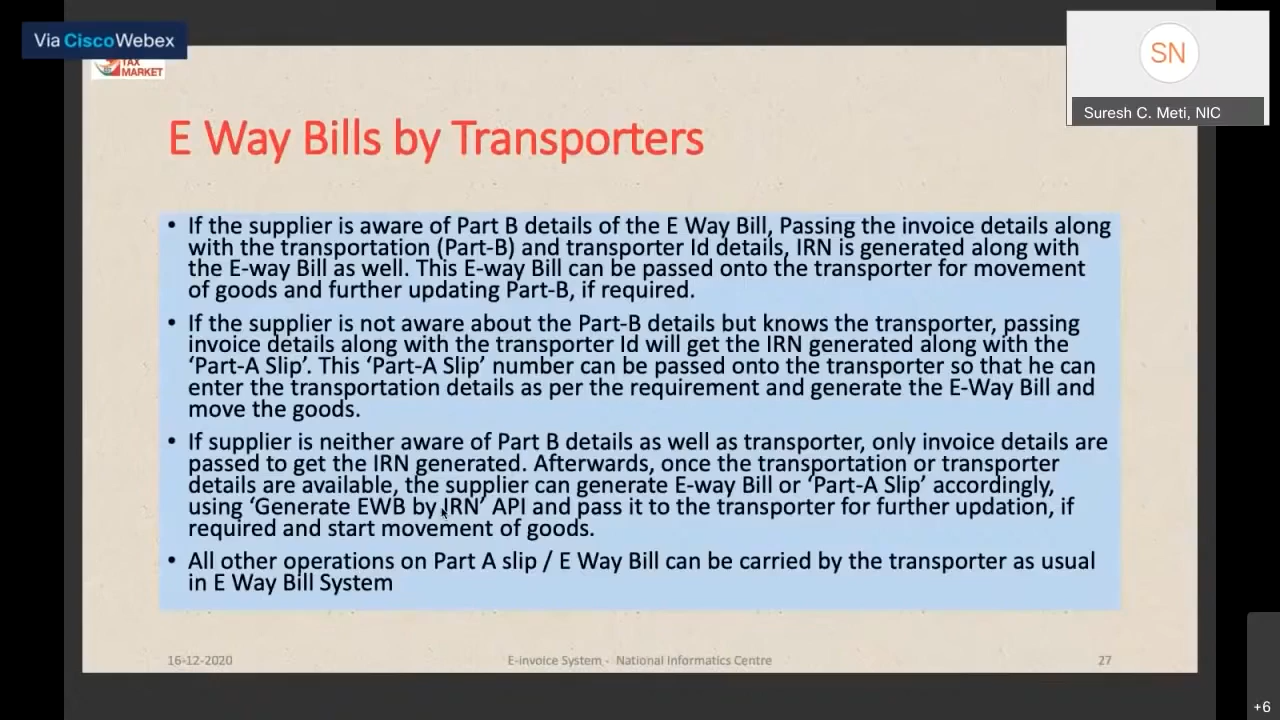 Via Cisco Webex
TAX
MARKET
SN
Suresh C. Meti, NIC
E Way Bills by Transporters
• If the supplier is aware of Part B details of the E Way Bill, Passing the invoice details along
with the transportation (Part-B) and transporter Id details, IRN is generated along with
the E-way Bill as well. This E-way Bill can be passed onto the transporter for movement
of goods and further updating Part-B, if required.
• If the supplier is not aware about the Part-B details but knows the transporter, passing
invoice details along with the transporter Id will get the IRN generated along with the
‘Part-A Slip’. This ‘Part-A Slip’ number can be passed onto the transporter so that he can
enter the transportation details as per the requirement and generate the E-Way Bill and
move the goods.
• If supplier is neither aware of Part B details as well as transporter, only invoice details are
passed to get the IRN generated. Afterwards, once the transportation or transporter
details are available, the supplier can generate E-way Bill or ‘Part-A Slip’ accordingly,
using ‘Generate EWB by IRN’ API and pass it to the transporter for further updation, if
required and start movement of goods.
• All other operations on Part A slip / E Way Bill can be carried by the transporter as usual
in E Way Bill System
16-12-2020
E-invoice System - National Informatics Centre
27
+6